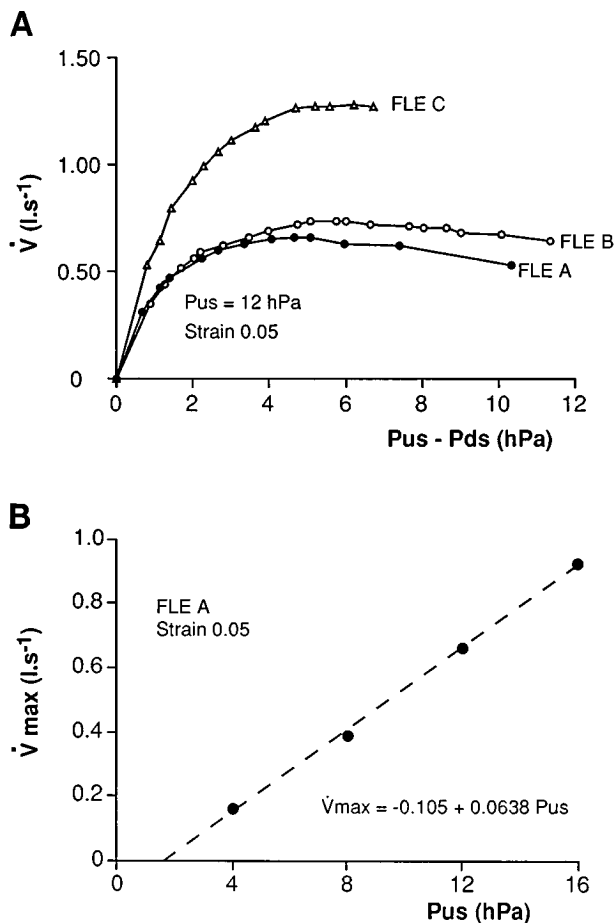 A
1.50
1.00
0.50
0
V̇ (l.s⁻¹)
FLE C
FLE B
FLE A
Pus = 12 hPa
Strain 0.05
0 2 4 6 8 10 12
Pus - Pds (hPa)
B
1.0
0.8
0.6
0.4
0.2
0
V̇ max (l.s⁻¹)
FLE A
Strain 0.05
V̇max = -0.105 + 0.0638 Pus
0 4 8 12 16
Pus (hPa)